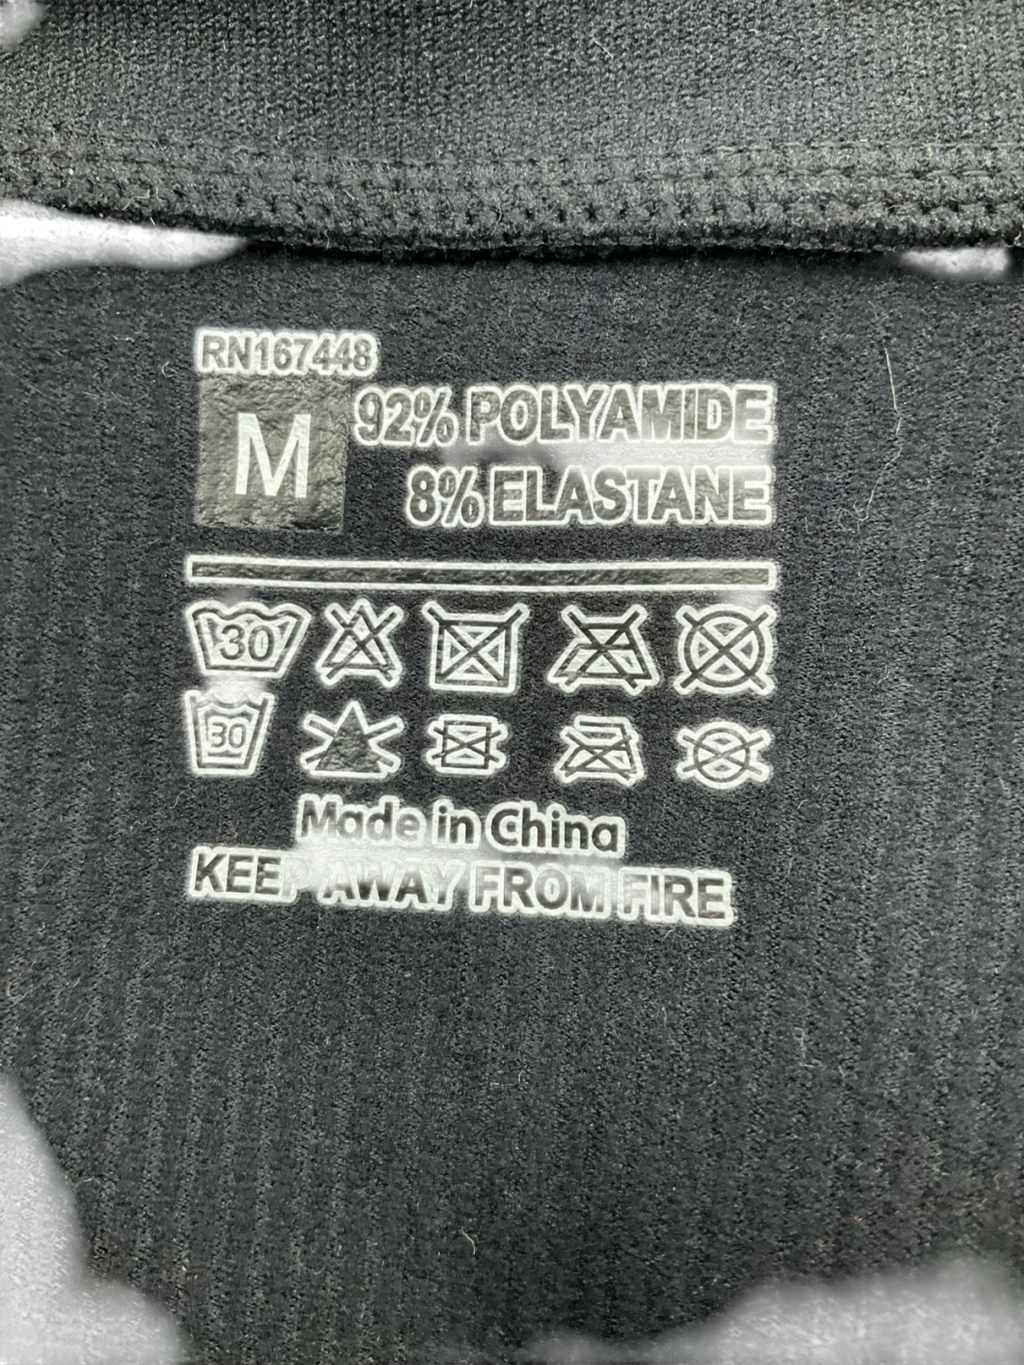 RN167448
M
92% POLYAMIDE
8% ELASTANE
30
30
Made in China
KEEP AWAY FROM FIRE